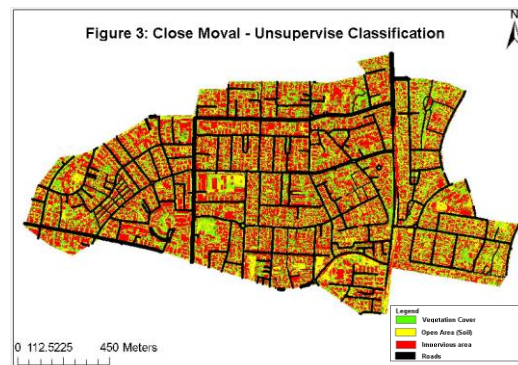 N
Figure 3: Close Moval - Unsupervise Classification
Legend
Vegetation Cover
Open Area (Soil)
Impervious area
Roads
0 112.5225 450 Meters